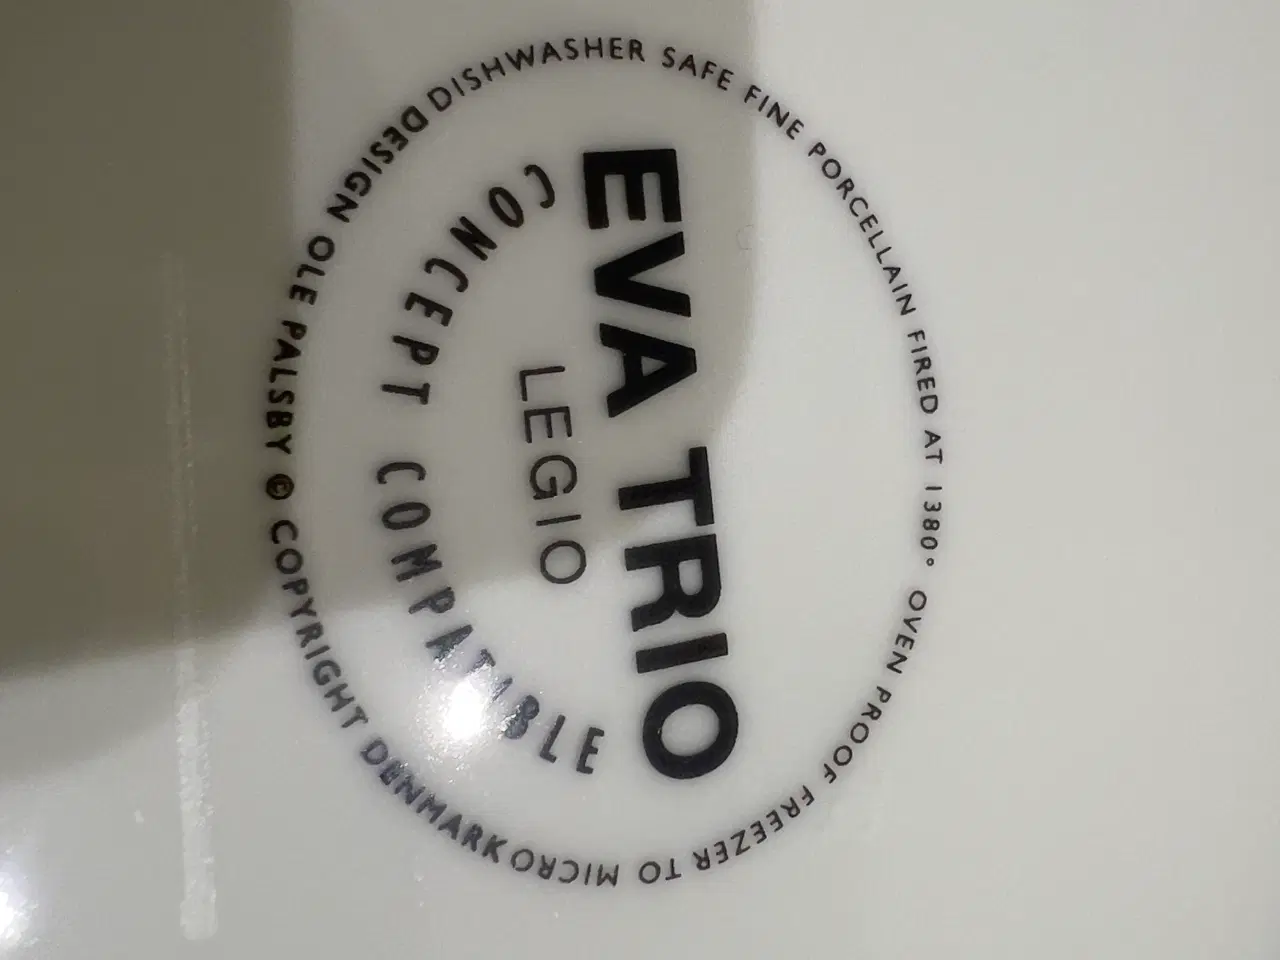 DISHWASHER SAFE FINE PORCELLAIN FIRED AT 1380° OVEN PROOF FREEZER TO MICRO
EVA TRIO
LEGIO
CONCEPT COMPATIBLE
DESIGN OLE PALSBY © COPYRIGHT DENMARK